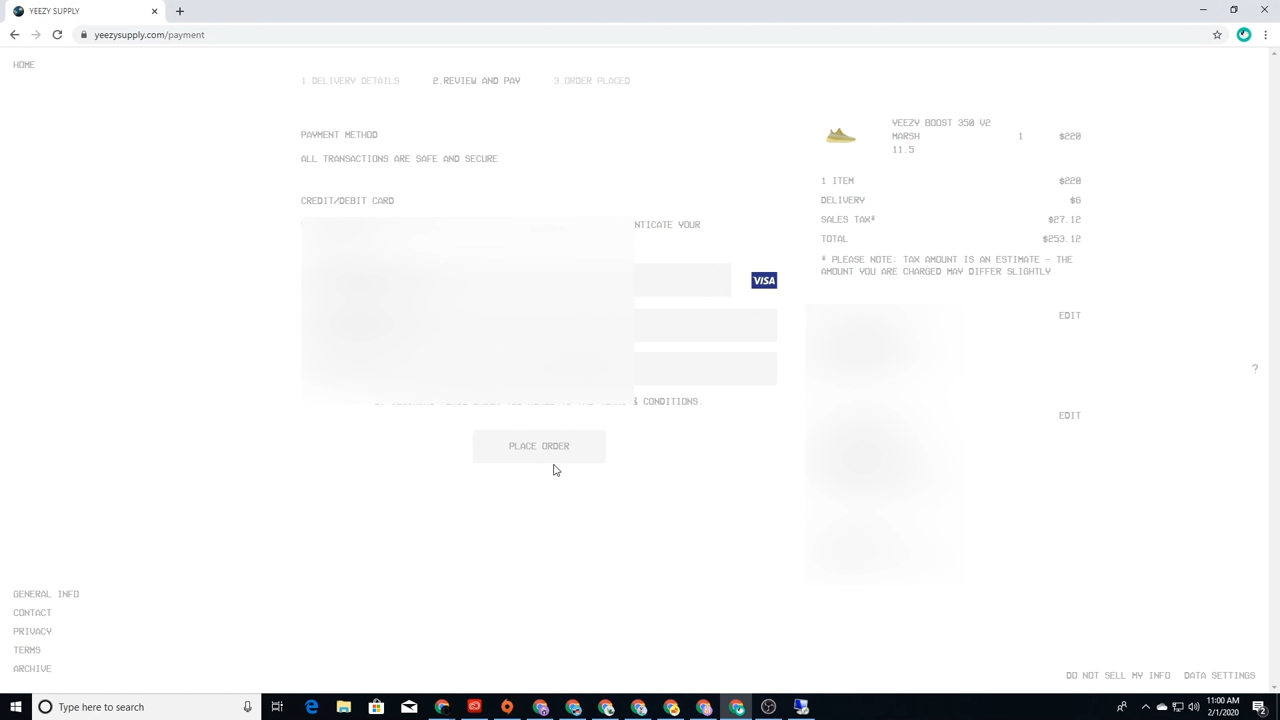 YEEZY SUPPLY
yeezysupply.com/payment
HOME
1.DELIVERY DETAILS 2.REVIEW AND PAY 3.ORDER PLACED
PAYMENT METHOD
ALL TRANSACTIONS ARE SAFE AND SECURE
CREDIT/DEBIT CARD
NTICATE YOUR
VISA
& CONDITIONS.
PLACE ORDER
YEEZY BOOST 350 V2
MARSH 1 $220
11.5
1 ITEM $220
DELIVERY $6
SALES TAX* $27.12
TOTAL $253.12
* PLEASE NOTE: TAX AMOUNT IS AN ESTIMATE - THE
AMOUNT YOU ARE CHARGED MAY DIFFER SLIGHTLY
EDIT
EDIT
?
GENERAL INFO
CONTACT
PRIVACY
TERMS
ARCHIVE
DO NOT SELL MY INFO DATA SETTINGS
Type here to search
11:00 AM
2/1/2020
2